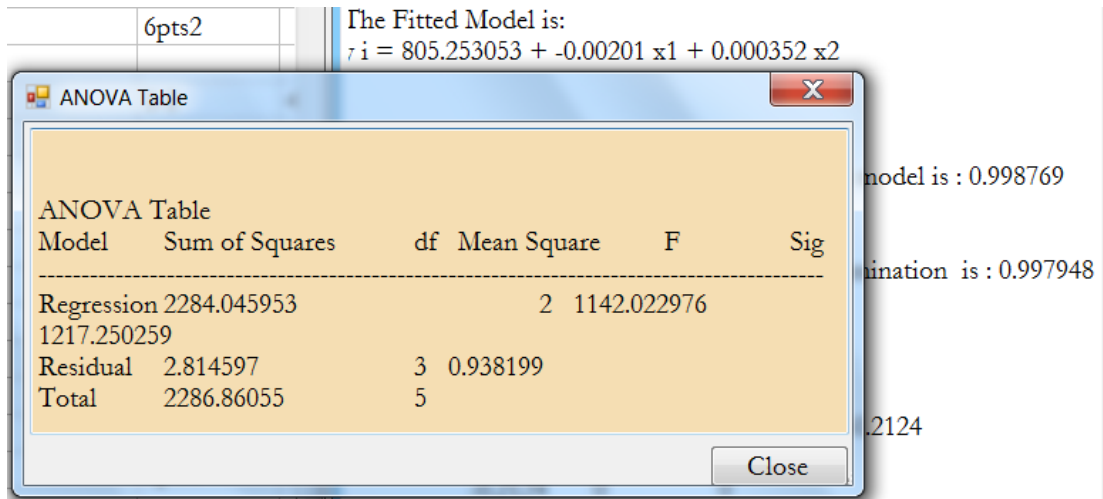 6pts2
The Fitted Model is:
i = 805.253053 + -0.00201 x1 + 0.000352 x2
ANOVA Table
model is : 0.998769
is : 0.997948
ANOVA Table
Model Sum of Squares df Mean Square F Sig
Regression 2284.045953 2 1142.022976
1217.250259
Residual 2.814597 3 0.938199
Total 2286.86055 5
.2124
Close